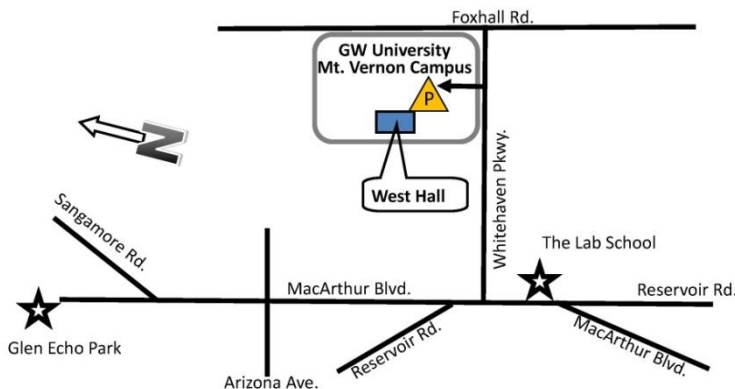 Foxhall Rd.
GW University
Mt. Vernon Campus
P
N
West Hall
Whitehaven Pkwy.
Sangamore Rd.
The Lab School
MacArthur Blvd.
Reservoir Rd.
Glen Echo Park
Reservoir Rd.
MacArthur Blvd.
Arizona Ave.